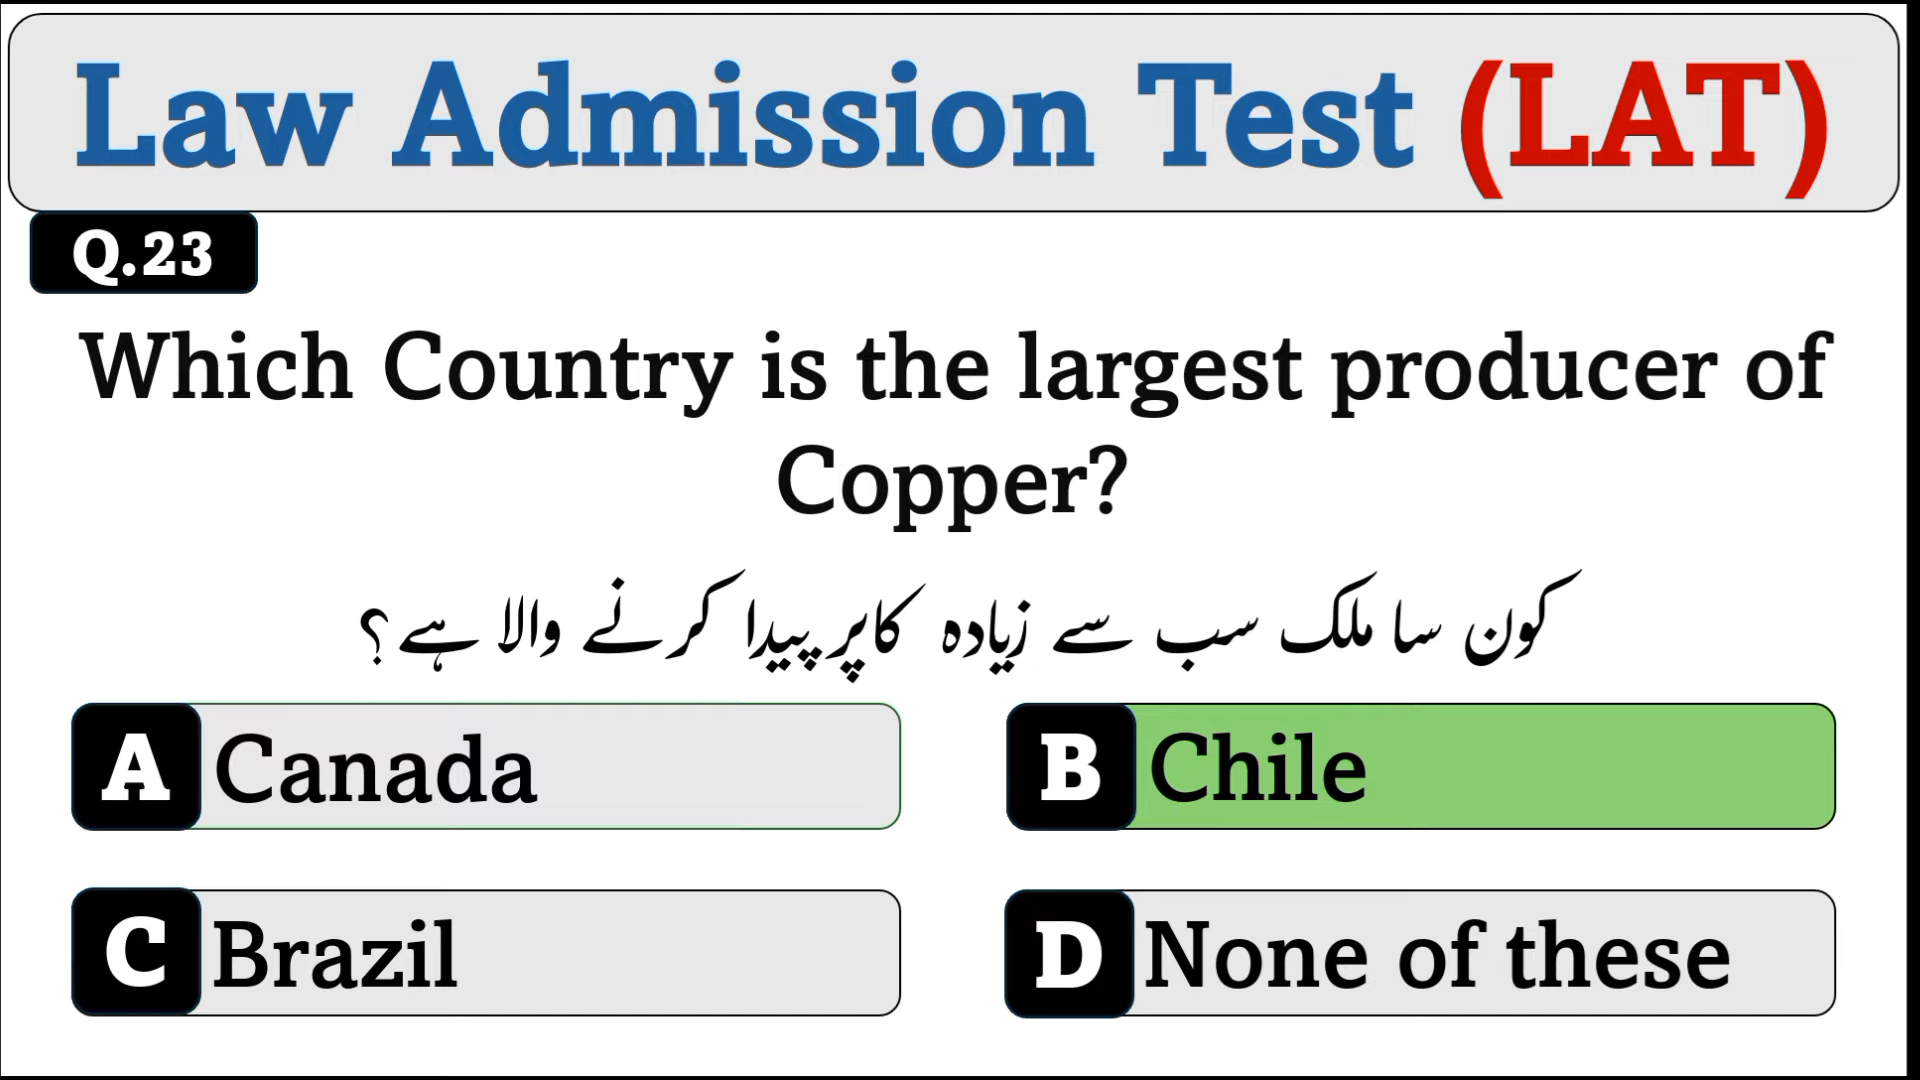 Law Admission Test (LAT)
Q.23
Which Country is the largest producer of
Copper?
کون سا ملک سب سے زیادہ کاپر پیدا کرنے والا ہے؟
A Canada
B Chile
C Brazil
D None of these